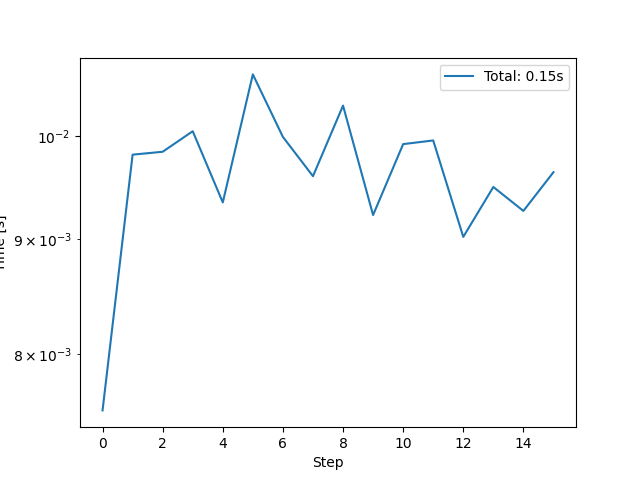 Total: 0.15s
10⁻²
9 × 10⁻³
8 × 10⁻³
Time [s]
0 2 4 6 8 10 12 14
Step